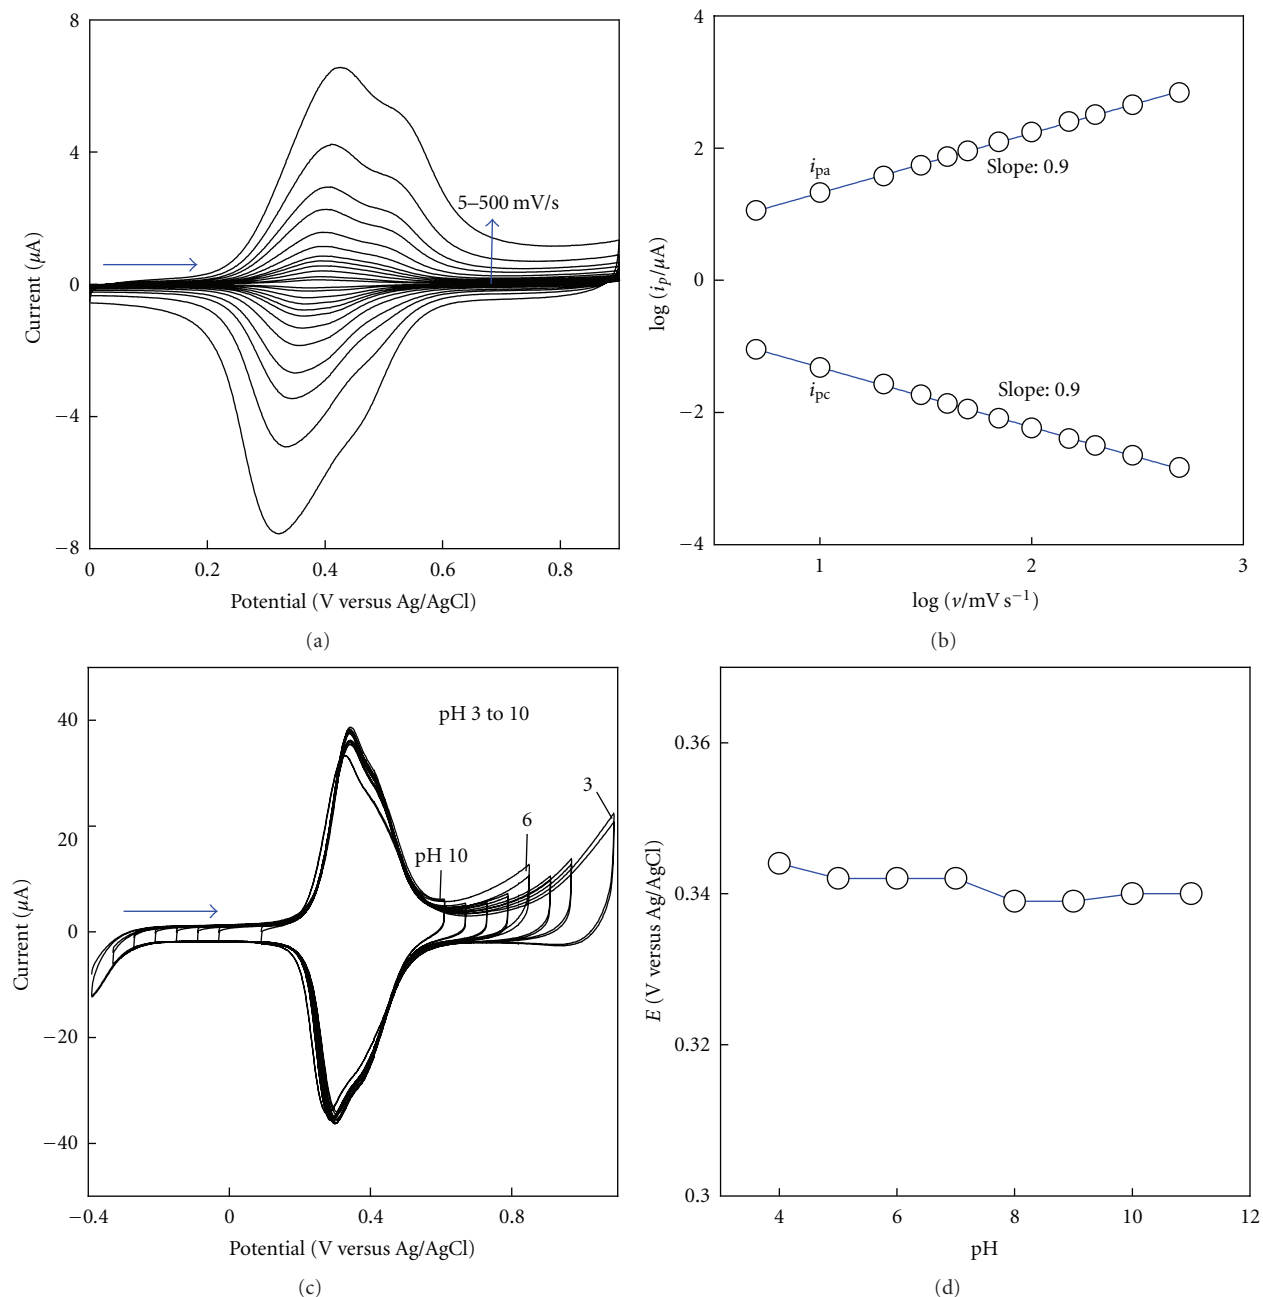 8
4
0
−4
−8
0
0.2
0.4
0.6
0.8
Current (μA)
5–500 mV/s
Potential (V versus Ag/AgCl)
(a)
4
2
0
−2
−4
1
2
3
log (ip/μA)
ipa
Slope: 0.9
ipc
Slope: 0.9
log (v/mV s−1)
(b)
40
20
0
−20
−40
−0.4
0
0.4
0.8
Current (μA)
pH 3 to 10
3
6
pH 10
Potential (V versus Ag/AgCl)
(c)
0.36
0.34
0.32
0.3
4
6
8
10
12
E (V versus Ag/AgCl)
pH
(d)